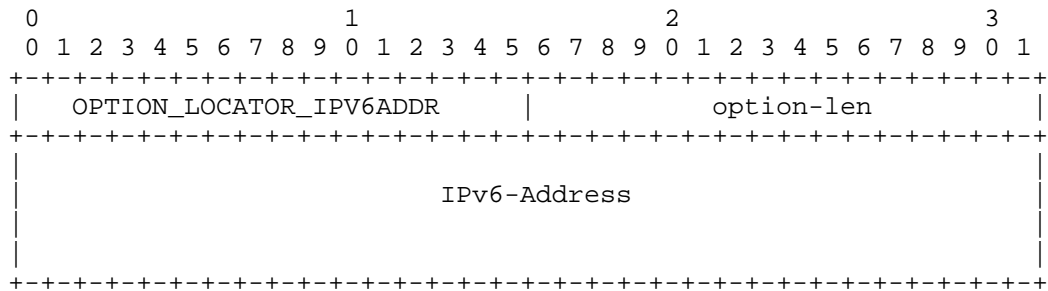 0                   1                   2                   3
 0 1 2 3 4 5 6 7 8 9 0 1 2 3 4 5 6 7 8 9 0 1 2 3 4 5 6 7 8 9 0 1
+-+-+-+-+-+-+-+-+-+-+-+-+-+-+-+-+-+-+-+-+-+-+-+-+-+-+-+-+-+-+-+-+
|   OPTION_LOCATOR_IPV6ADDR     |           option-len          |
+-+-+-+-+-+-+-+-+-+-+-+-+-+-+-+-+-+-+-+-+-+-+-+-+-+-+-+-+-+-+-+-+
|                                                               |
|                          IPv6-Address                         |
|                                                               |
|                                                               |
+-+-+-+-+-+-+-+-+-+-+-+-+-+-+-+-+-+-+-+-+-+-+-+-+-+-+-+-+-+-+-+-+